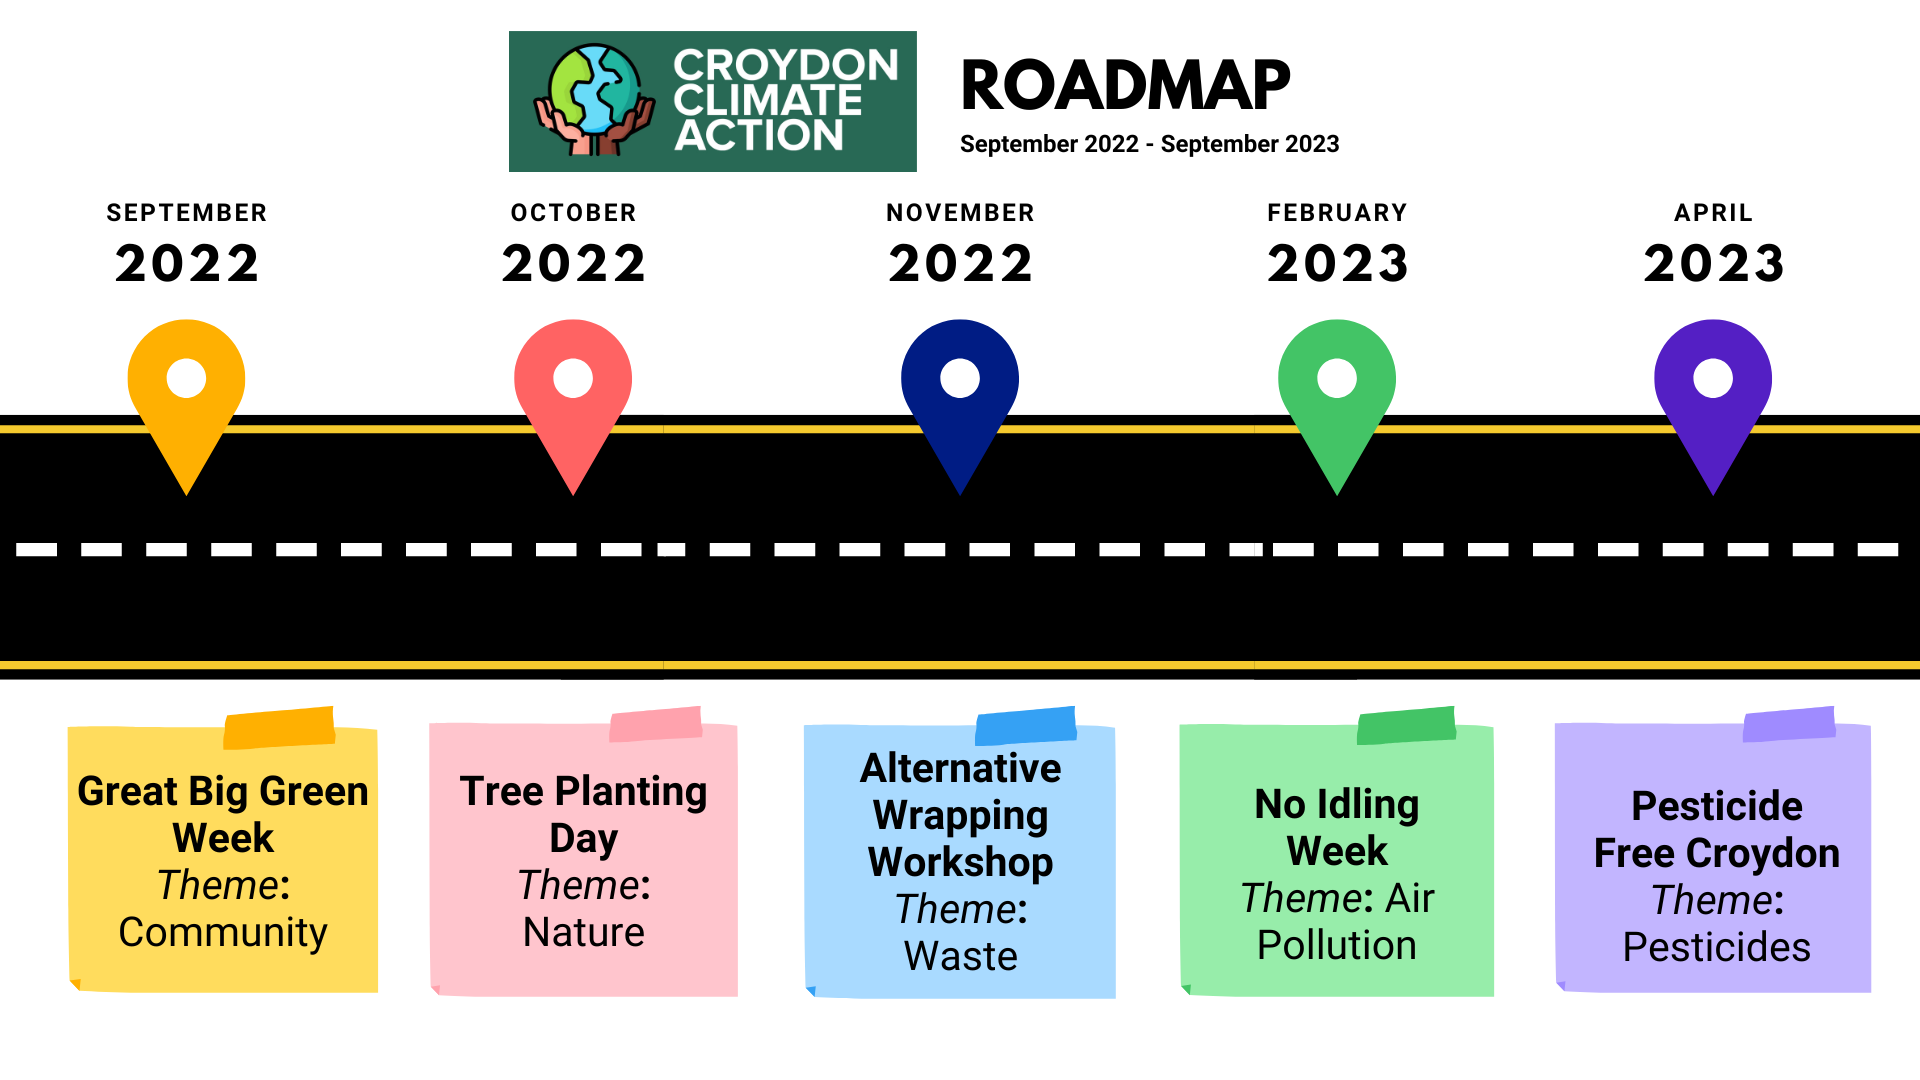 CROYDON
CLIMATE
ACTION
ROADMAP
September 2022 - September 2023
SEPTEMBER
2022
OCTOBER
2022
NOVEMBER
2022
FEBRUARY
2023
APRIL
2023
Great Big Green
Week
Theme:
Community
Tree Planting
Day
Theme:
Nature
Alternative
Wrapping
Workshop
Theme:
Waste
No Idling
Week
Theme: Air
Pollution
Pesticide
Free Croydon
Theme:
Pesticides